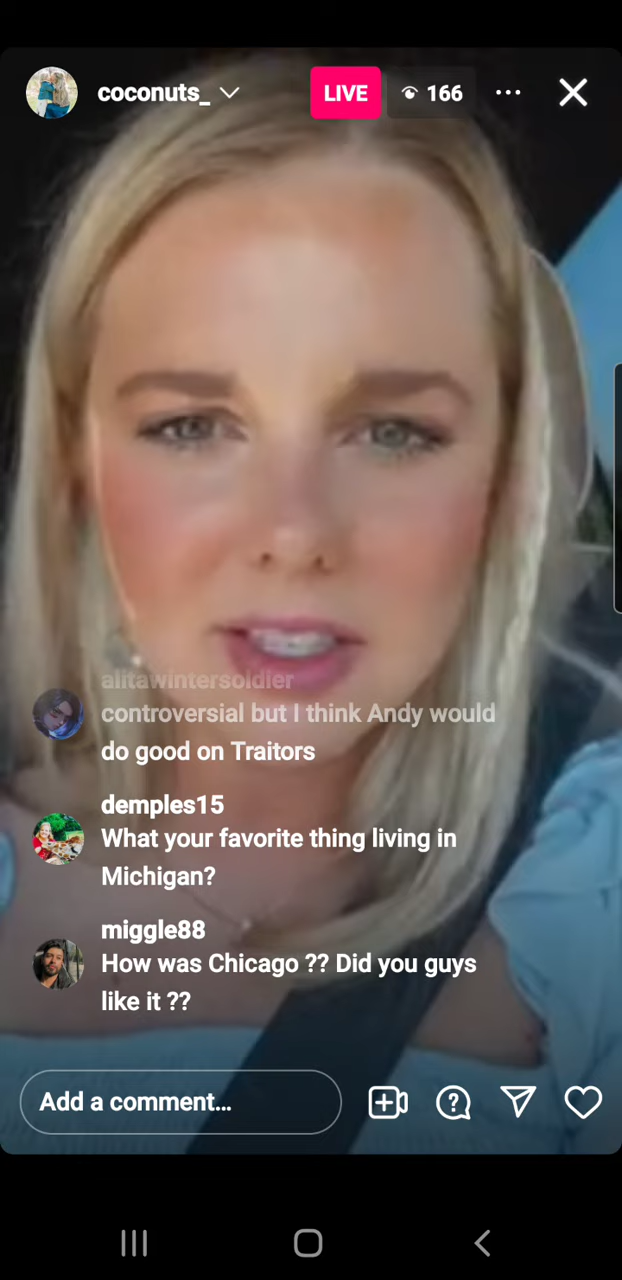 coconuts_
LIVE
166
alitawintersoldier
controversial but I think Andy would
do good on Traitors
demples15
What your favorite thing living in
Michigan?
miggle88
How was Chicago ?? Did you guys
like it ??
Add a comment...